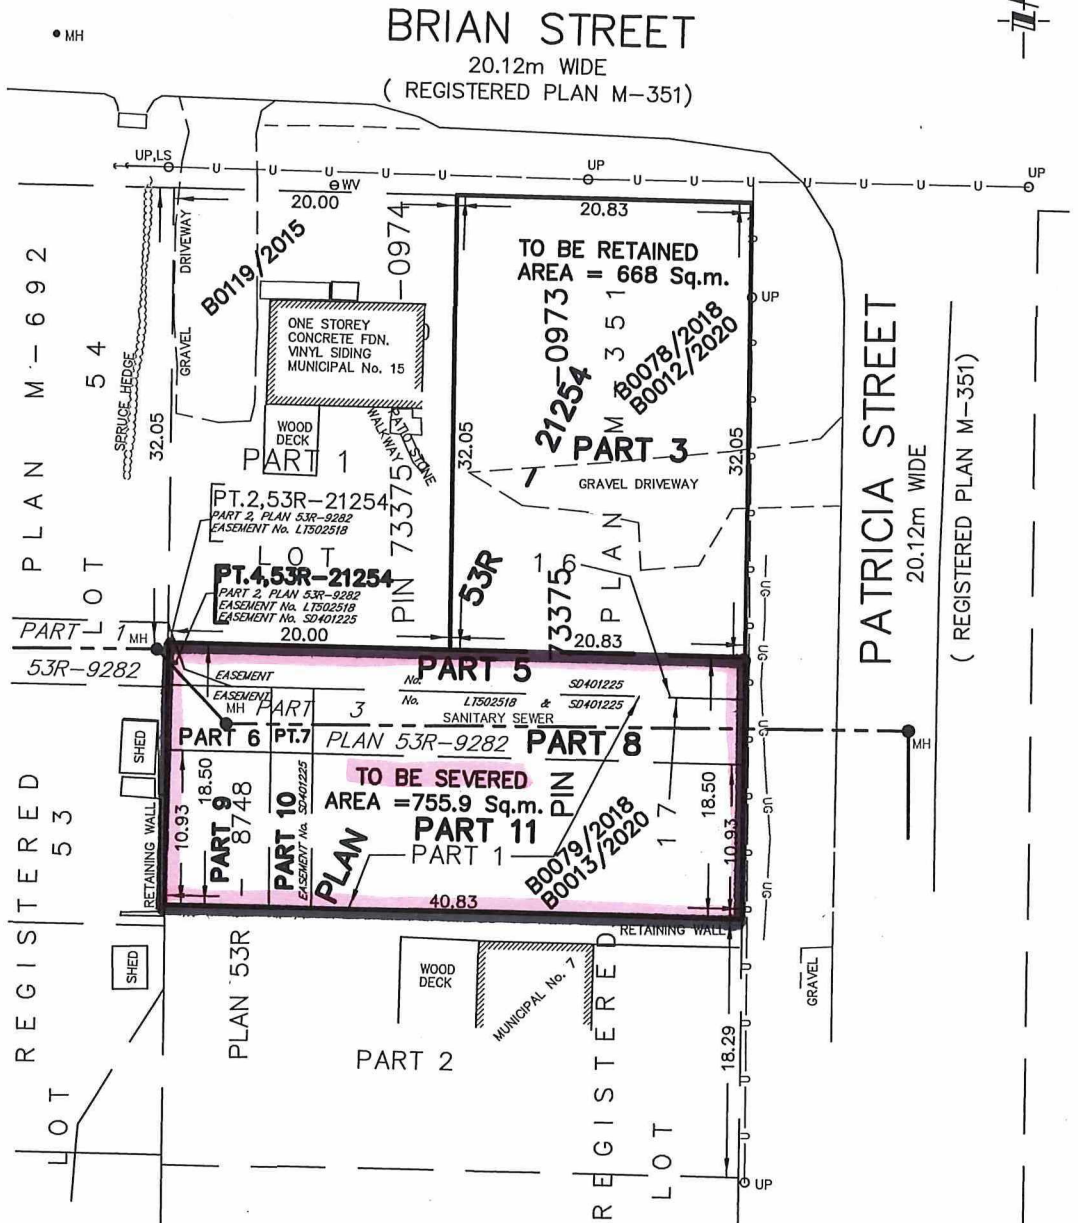 BRIAN STREET
20.12m WIDE
( REGISTERED PLAN M-351)
MH
UP,LS
U U U U U U U U U
UP
UP
WV
20.00
20.83
DRIVEWAY
GRAVEL
B0119/2015
-0974
TO BE RETAINED
AREA = 668 Sq.m.
UP
ONE STOREY
CONCRETE FDN.
VINYL SIDING
MUNICIPAL No. 15
-0973
M-351
B0078/2018
B0012/2020
PLAN M-692
54
SPRUCE HEDGE
32.05
WOOD
DECK
PATIO STONE
WALKWAY
PART 1
32.05
- 21254
PART 3
32.05
GRAVEL DRIVEWAY
PATRICIA STREET
20.12m WIDE
( REGISTERED PLAN M-351)
PT.2,53R-21254
PART 2, PLAN 53R-9282
EASEMENT No. LT502518
LOT
PIN 73375
LOT
PT.4,53R-21254
PART 2, PLAN 53R-9282
EASEMENT No. LT502518
EASEMENT No. SD401225
53R
16
73375
PLAN
20.00
20.83
PART 1
MH
53R-9282
PART 5
EASEMENT
No.
SD401225
EASEMENT
No.
LT502518 & SD401225
MH
PART 3
SANITARY SEWER
PART 6
PT.7
PLAN 53R-9282
PART 8
MH
SHED
UG UG UG UG UG
TO BE SEVERED
AREA =755.9 Sq.m.
PIN
18.50
10.93
PART 9
8748
PART 10
EASEMENT No. SD401225
PLAN
PART 11
PART 1
B0079/2018
B0013/2020
17
18.50
10.93
RETAINING WALL
53
REGISTERED
40.83
RETAINING WALL
SHED
PLAN 53R
WOOD
DECK
MUNICIPAL No. 7
REGISTERED
GRAVEL
PART 2
18.29
LOT
LOT
UP